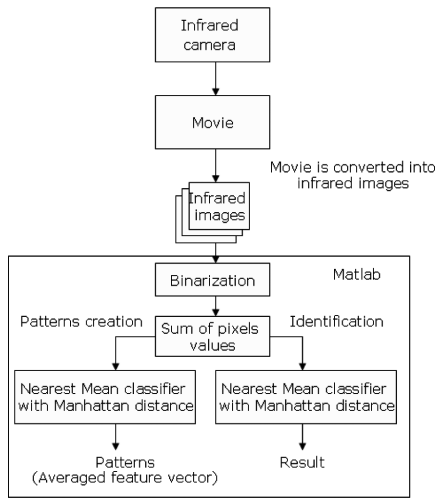 Infrared
camera
Movie
Movie is converted into
infrared images
Infrared
images
Matlab
Binarization
Patterns creation
Identification
Sum of pixels
values
Nearest Mean classifier
with Manhattan distance
Nearest Mean classifier
with Manhattan distance
Patterns
(Averaged feature vector)
Result